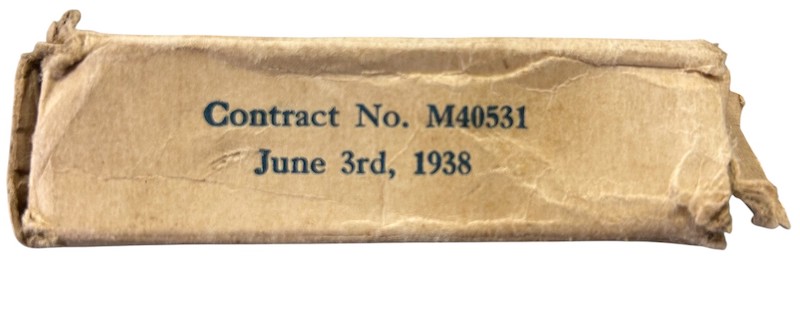 Contract No. M40531
June 3rd, 1938